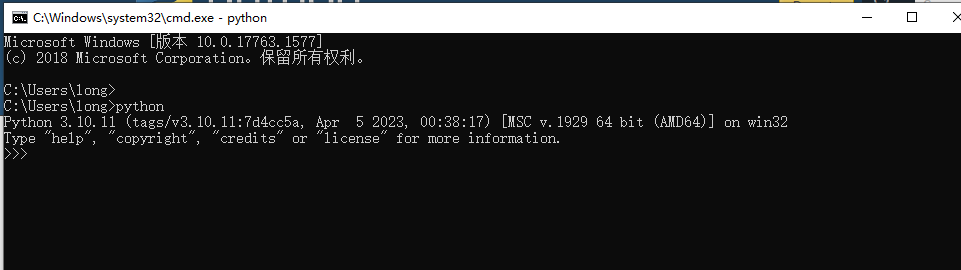 C:\Windows\system32\cmd.exe - python
Microsoft Windows [版本 10.0.17763.1577]
(c) 2018 Microsoft Corporation。保留所有权利。
C:\Users\long>
C:\Users\long>python
Python 3.10.11 (tags/v3.10.11:7d4cc5a, Apr  5 2023, 00:38:17) [MSC v.1929 64 bit (AMD64)] on win32
Type "help", "copyright", "credits" or "license" for more information.
>>>